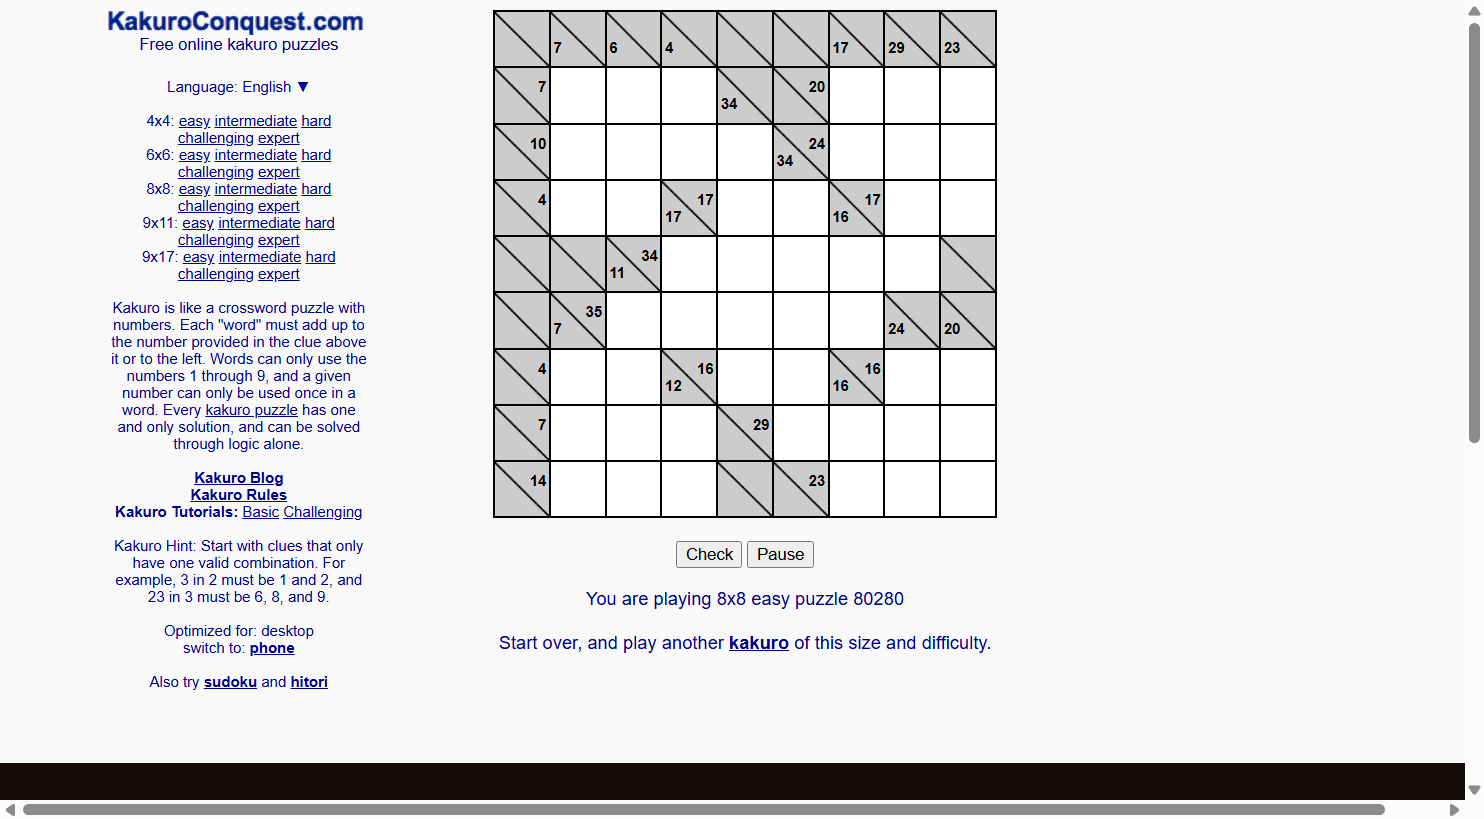 KakuroConquest.com
Free online kakuro puzzles
Language: English ▼
4x4: easy intermediate hard
challenging expert
6x6: easy intermediate hard
challenging expert
8x8: easy intermediate hard
challenging expert
9x11: easy intermediate hard
challenging expert
9x17: easy intermediate hard
challenging expert
Kakuro is like a crossword puzzle with
numbers. Each "word" must add up to
the number provided in the clue above
it or to the left. Words can only use the
numbers 1 through 9, and a given
number can only be used once in a
word. Every kakuro puzzle has one
and only solution, and can be solved
through logic alone.
Kakuro Blog
Kakuro Rules
Kakuro Tutorials: Basic Challenging
Kakuro Hint: Start with clues that only
have one valid combination. For
example, 3 in 2 must be 1 and 2, and
23 in 3 must be 6, 8, and 9.
Optimized for: desktop
switch to: phone
Also try sudoku and hitori
7 6 4 17 29 23
7 34 20
10 34 24
4 17 17 16 17
11 34
7 35 24 20
4 12 16 16 16
7 29
14 23
Check Pause
You are playing 8x8 easy puzzle 80280
Start over, and play another kakuro of this size and difficulty.